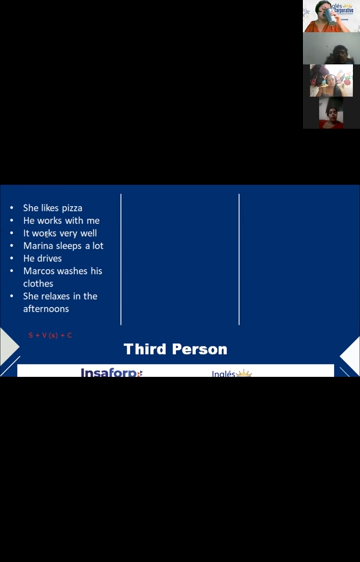 • She likes pizza
• He works with me
• It works very well
• Marina sleeps a lot
• He drives
• Marcos washes his
clothes
• She relaxes in the
afternoons
S + V (s) + C
Third Person
Insaforp
Inglés